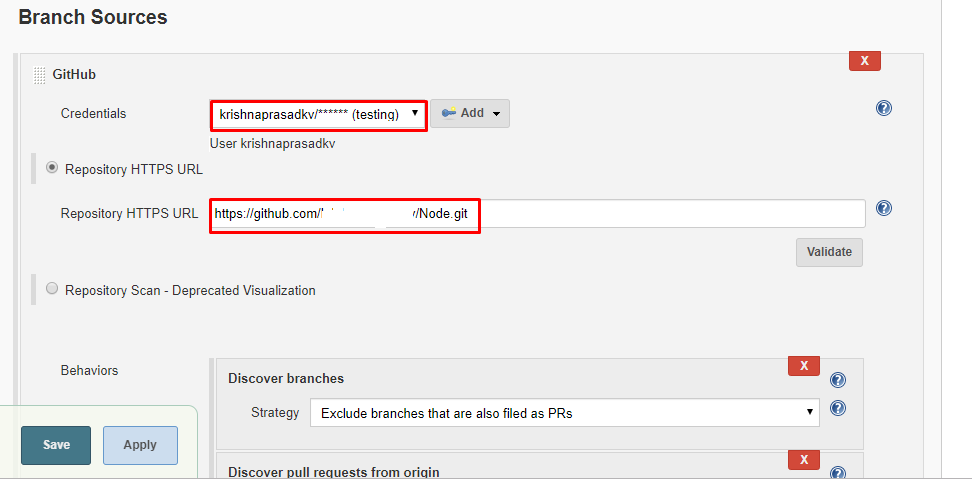 Branch Sources
X
GitHub
Credentials
krishnaprasadkv/****** (testing)
Add
?
User krishnaprasadkv
Repository HTTPS URL
Repository HTTPS URL
https://github.com/ /Node.git
?
Validate
Repository Scan - Deprecated Visualization
Behaviors
X
Discover branches
?
Strategy
Exclude branches that are also filed as PRs
?
Save
Apply
X
Discover pull requests from origin
?